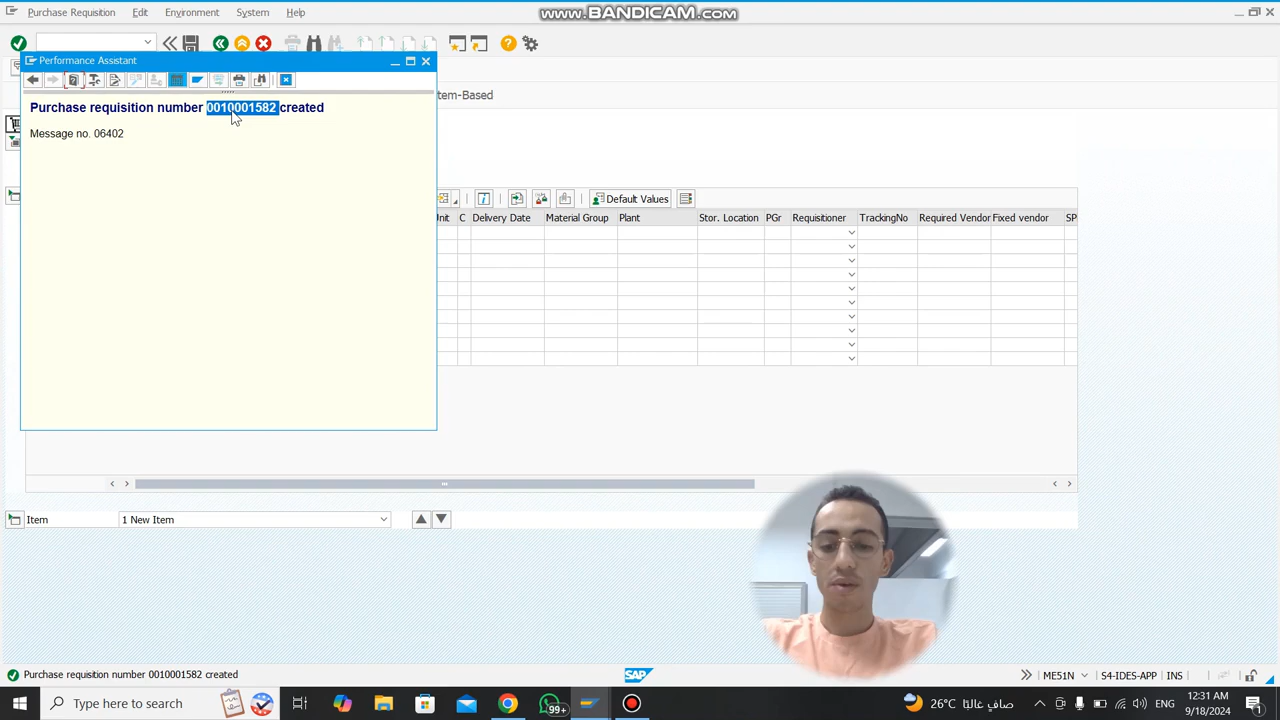 Purchase Requisition Edit Environment System Help
www.BANDICAM.com
Performance Assistant
Purchase requisition number 0010001582 created
Message no. 06402
tem-Based
Default Values
Unit C Delivery Date Material Group Plant Stor. Location PGr Requisitioner TrackingNo Required Vendor Fixed vendor SP
Item 1 New Item
Purchase requisition number 0010001582 created
SAP
ME51N S4-IDES-APP INS
Type here to search
99+
26°C صافٍ غالبًا
ENG
12:31 AM
9/18/2024